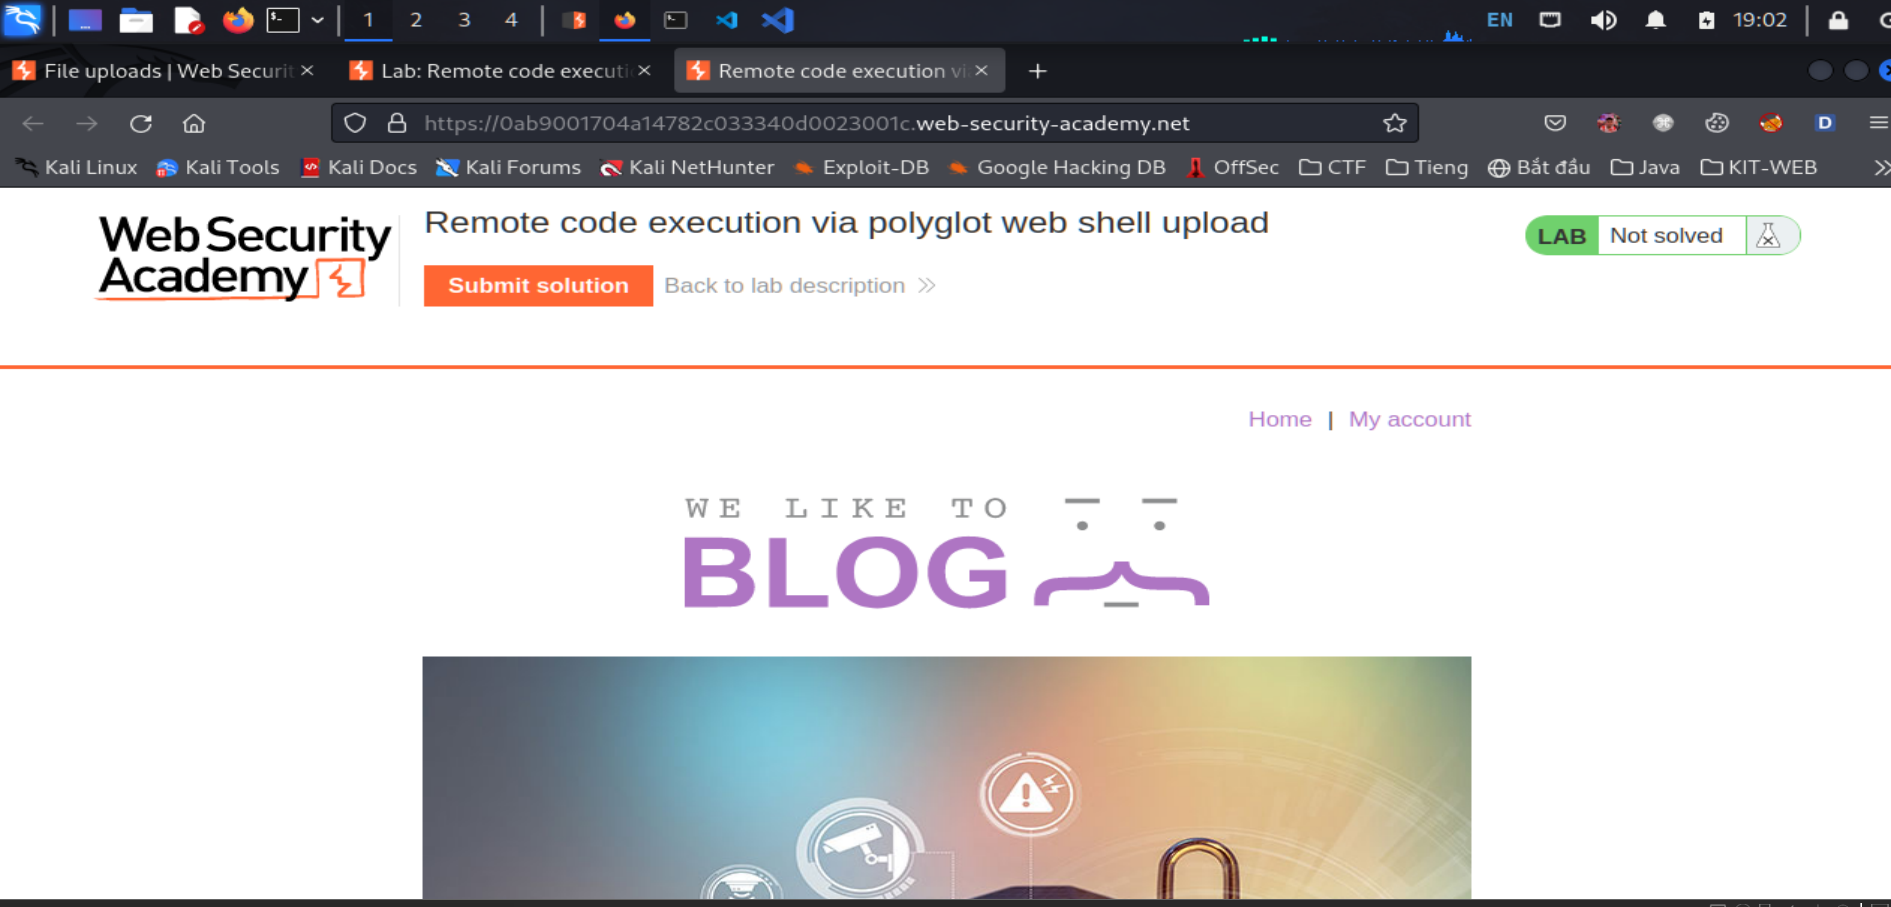 1 2 3 4 EN 19:02
File uploads | Web Securit Lab: Remote code executi Remote code execution vi
https://0ab9001704a14782c033340d0023001c.web-security-academy.net
Kali Linux Kali Tools Kali Docs Kali Forums Kali NetHunter Exploit-DB Google Hacking DB OffSec CTF Tieng Bắt đầu Java KIT-WEB
WebSecurity
Academy
Remote code execution via polyglot web shell upload
Submit solution Back to lab description
LAB Not solved
Home | My account
WE LIKE TO
BLOG